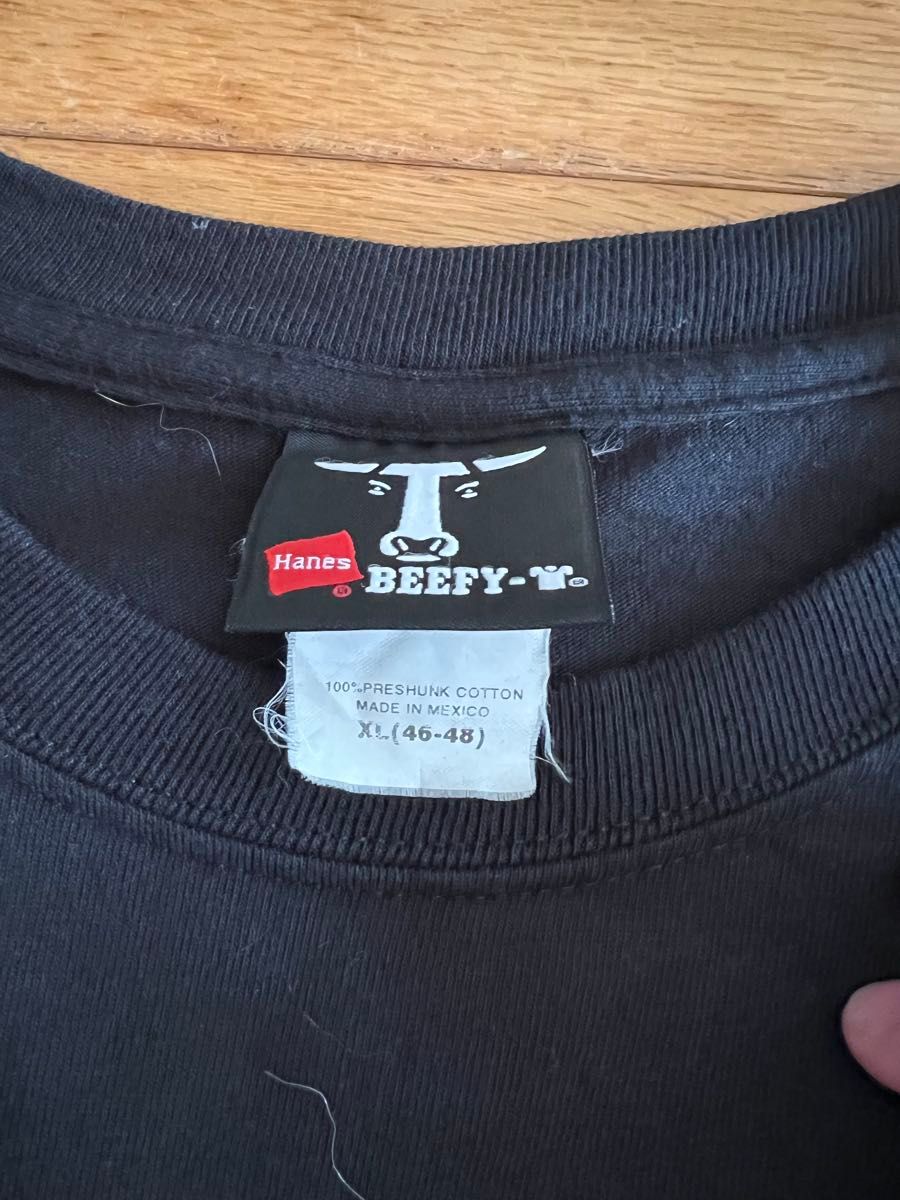 Hanes
BEEFY-
100% PRESHUNK COTTON
MADE IN MEXICO
XL(46-48)